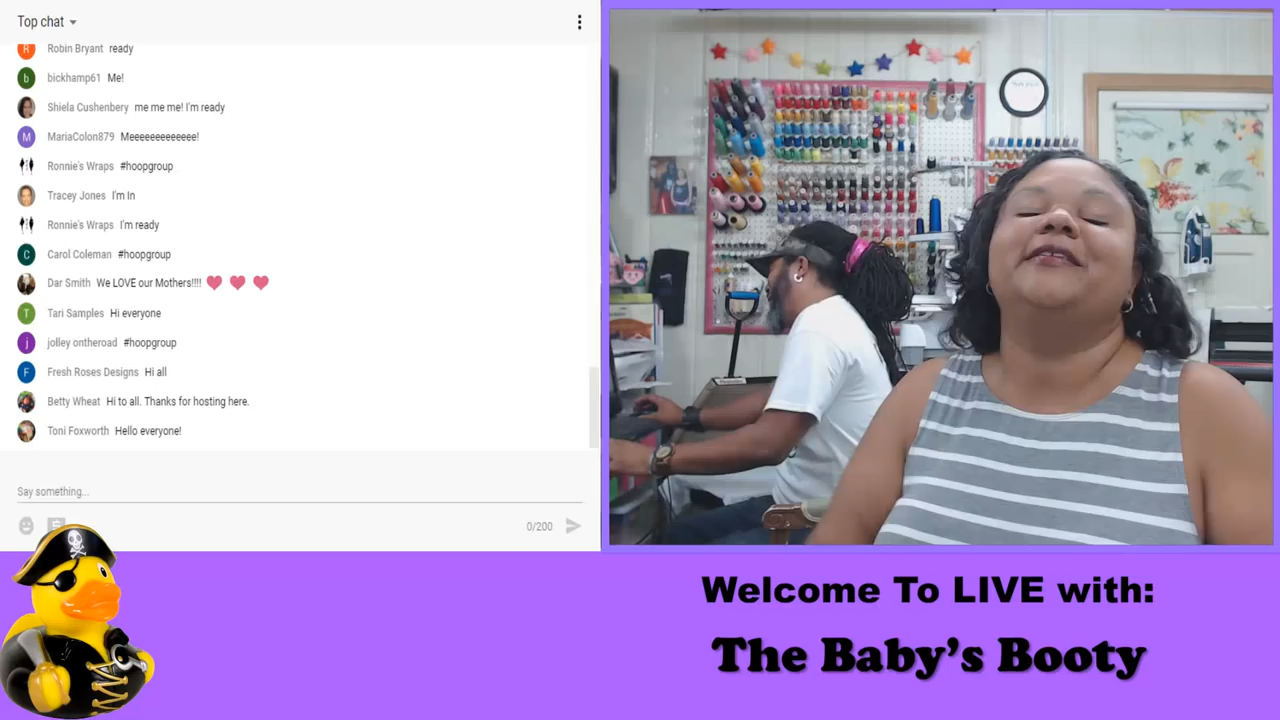 Top chat
Robin Bryant ready
bickhamp61 Me!
Shiela Cushenbery me me me! I'm ready
MariaColon879 Meeeeeeeeeeeee!
Ronnie's Wraps #hoopgroup
Tracey Jones I'm In
Ronnie's Wraps I'm ready
Carol Coleman #hoopgroup
Dar Smith We LOVE our Mothers!!!!
Tari Samples Hi everyone
jolley ontheroad #hoopgroup
Fresh Roses Designs Hi all
Betty Wheat Hi to all. Thanks for hosting here.
Toni Foxworth Hello everyone!
Say something...
0/200
Welcome To LIVE with:
The Baby's Booty